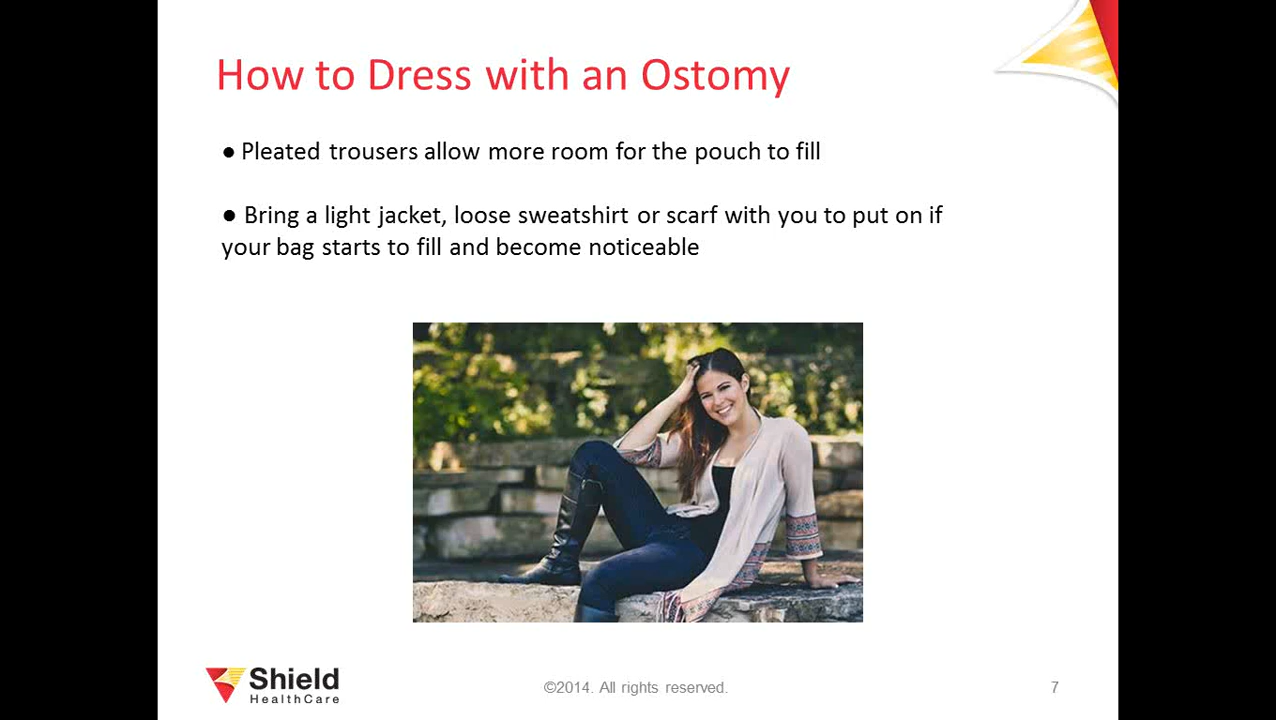 How to Dress with an Ostomy
● Pleated trousers allow more room for the pouch to fill
● Bring a light jacket, loose sweatshirt or scarf with you to put on if
your bag starts to fill and become noticeable
Shield
HealthCare
©2014. All rights reserved.
7